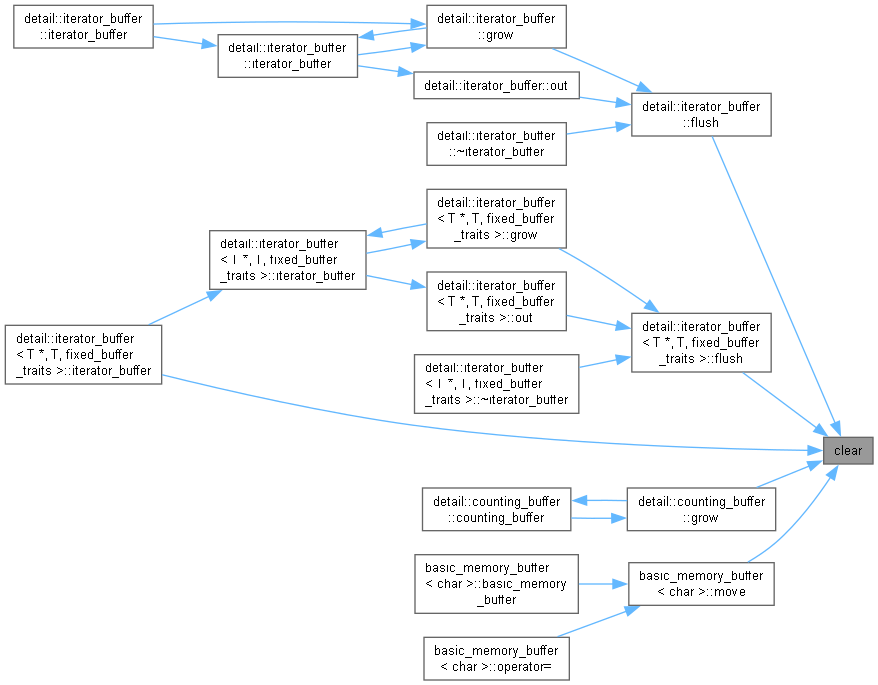 detail::iterator_buffer
::iterator_buffer
detail::iterator_buffer
::iterator_buffer
detail::iterator_buffer
::grow
detail::iterator_buffer::out
detail::iterator_buffer
::~iterator_buffer
detail::iterator_buffer
::flush
detail::iterator_buffer
< T *, T, fixed_buffer
_traits >::iterator_buffer
detail::iterator_buffer
< T *, T, fixed_buffer
_traits >::iterator_buffer
detail::iterator_buffer
< T *, T, fixed_buffer
_traits >::grow
detail::iterator_buffer
< T *, T, fixed_buffer
_traits >::out
detail::iterator_buffer
< T *, T, fixed_buffer
_traits >::~iterator_buffer
detail::iterator_buffer
< T *, T, fixed_buffer
_traits >::flush
clear
detail::counting_buffer
::counting_buffer
detail::counting_buffer
::grow
basic_memory_buffer
< char >::basic_memory
_buffer
basic_memory_buffer
< char >::move
basic_memory_buffer
< char >::operator=